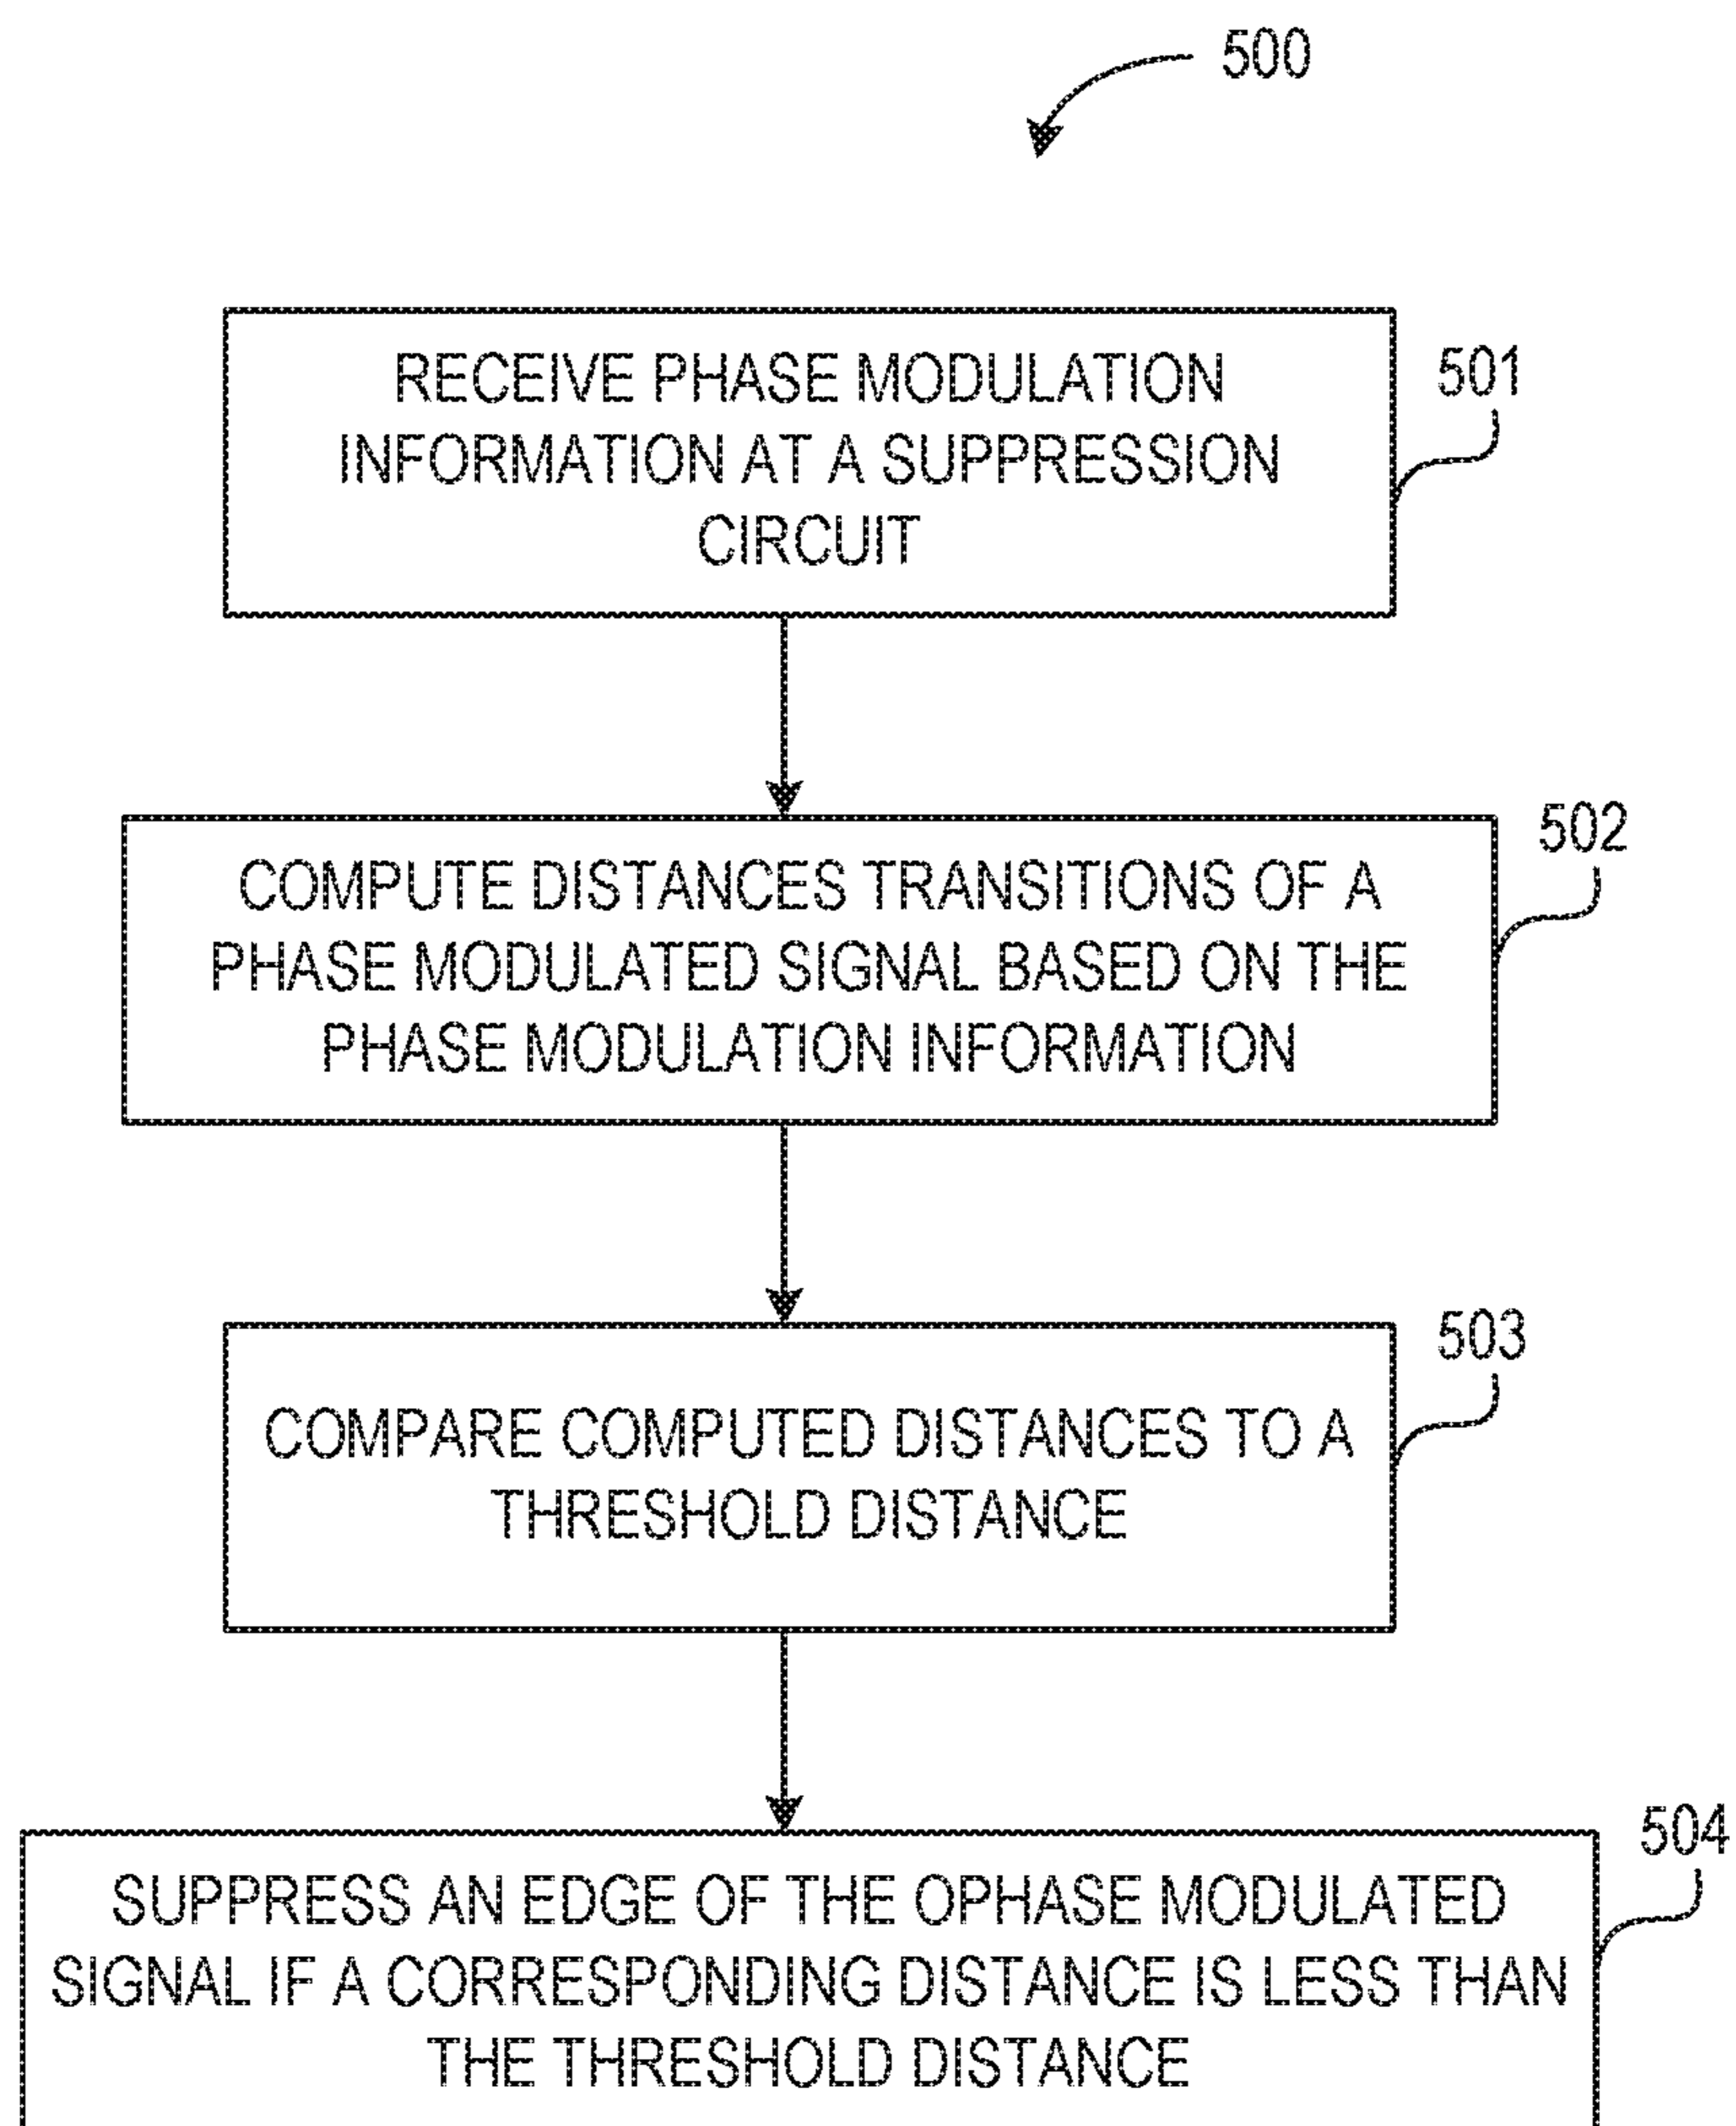 500
RECEIVE PHASE MODULATION
INFORMATION AT A SUPPRESSION
CIRCUIT
501
COMPUTE DISTANCES TRANSITIONS OF A
PHASE MODULATED SIGNAL BASED ON THE
PHASE MODULATION INFORMATION
502
COMPARE COMPUTED DISTANCES TO A
THRESHOLD DISTANCE
503
SUPPRESS AN EDGE OF THE OPHASE MODULATED
SIGNAL IF A CORRESPONDING DISTANCE IS LESS THAN
THE THRESHOLD DISTANCE
504